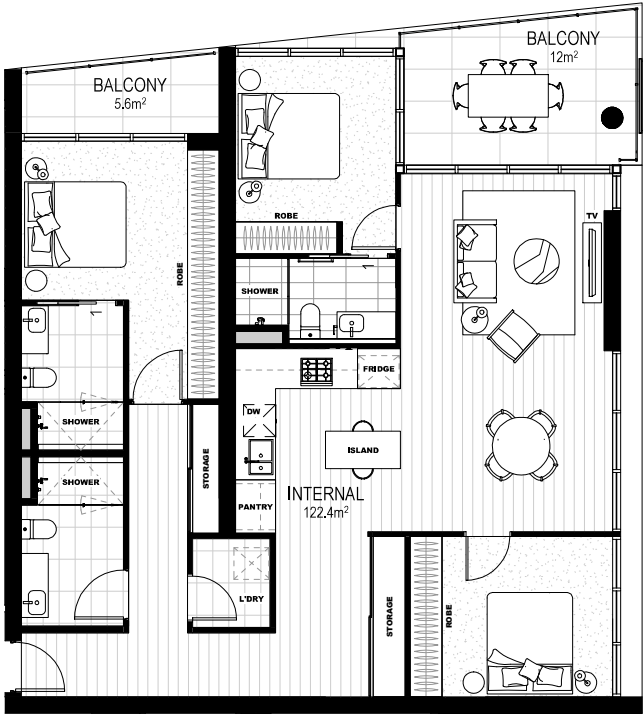 BALCONY
12m²
BALCONY
5.6m²
ROBE
TV
ROBE
SHOWER
FRIDGE
DW
SHOWER
ISLAND
STORAGE
SHOWER
INTERNAL
122.4m²
PANTRY
L'DRY
STORAGE
ROBE